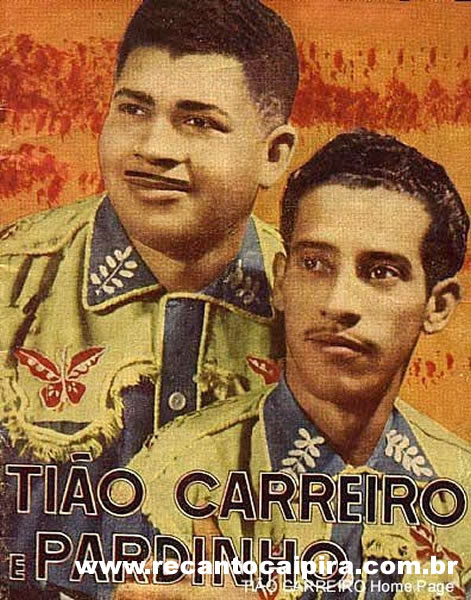 TIÃO CARREIRO
E PARDINHO
www.recantocaipira.com.br
TIÃO CARREIRO Home Page